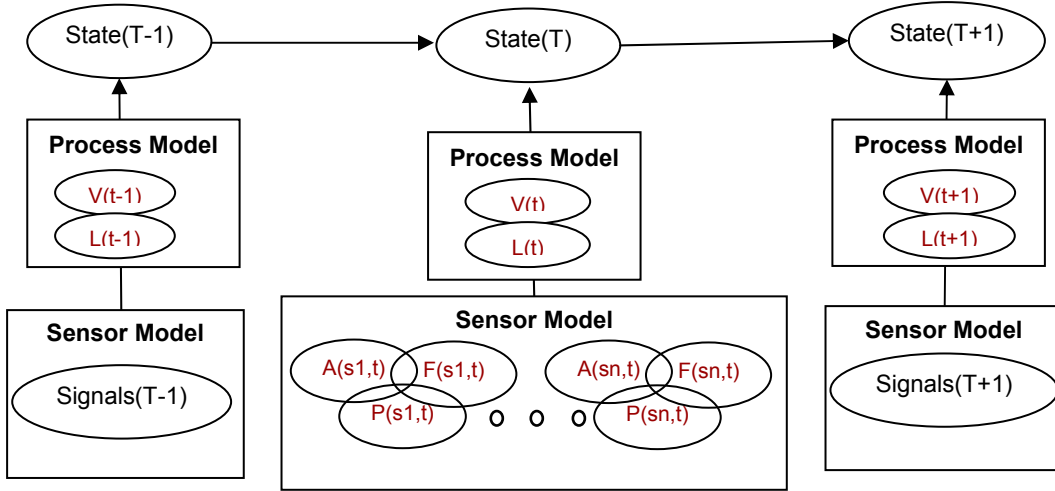 State(T-1)
State(T)
State(T+1)
Process Model
V(t-1)
L(t-1)
Process Model
V(t)
L(t)
Process Model
V(t+1)
L(t+1)
Sensor Model
Signals(T-1)
Sensor Model
A(s1,t)
F(s1,t)
P(s1,t)
A(sn,t)
F(sn,t)
P(sn,t)
Sensor Model
Signals(T+1)